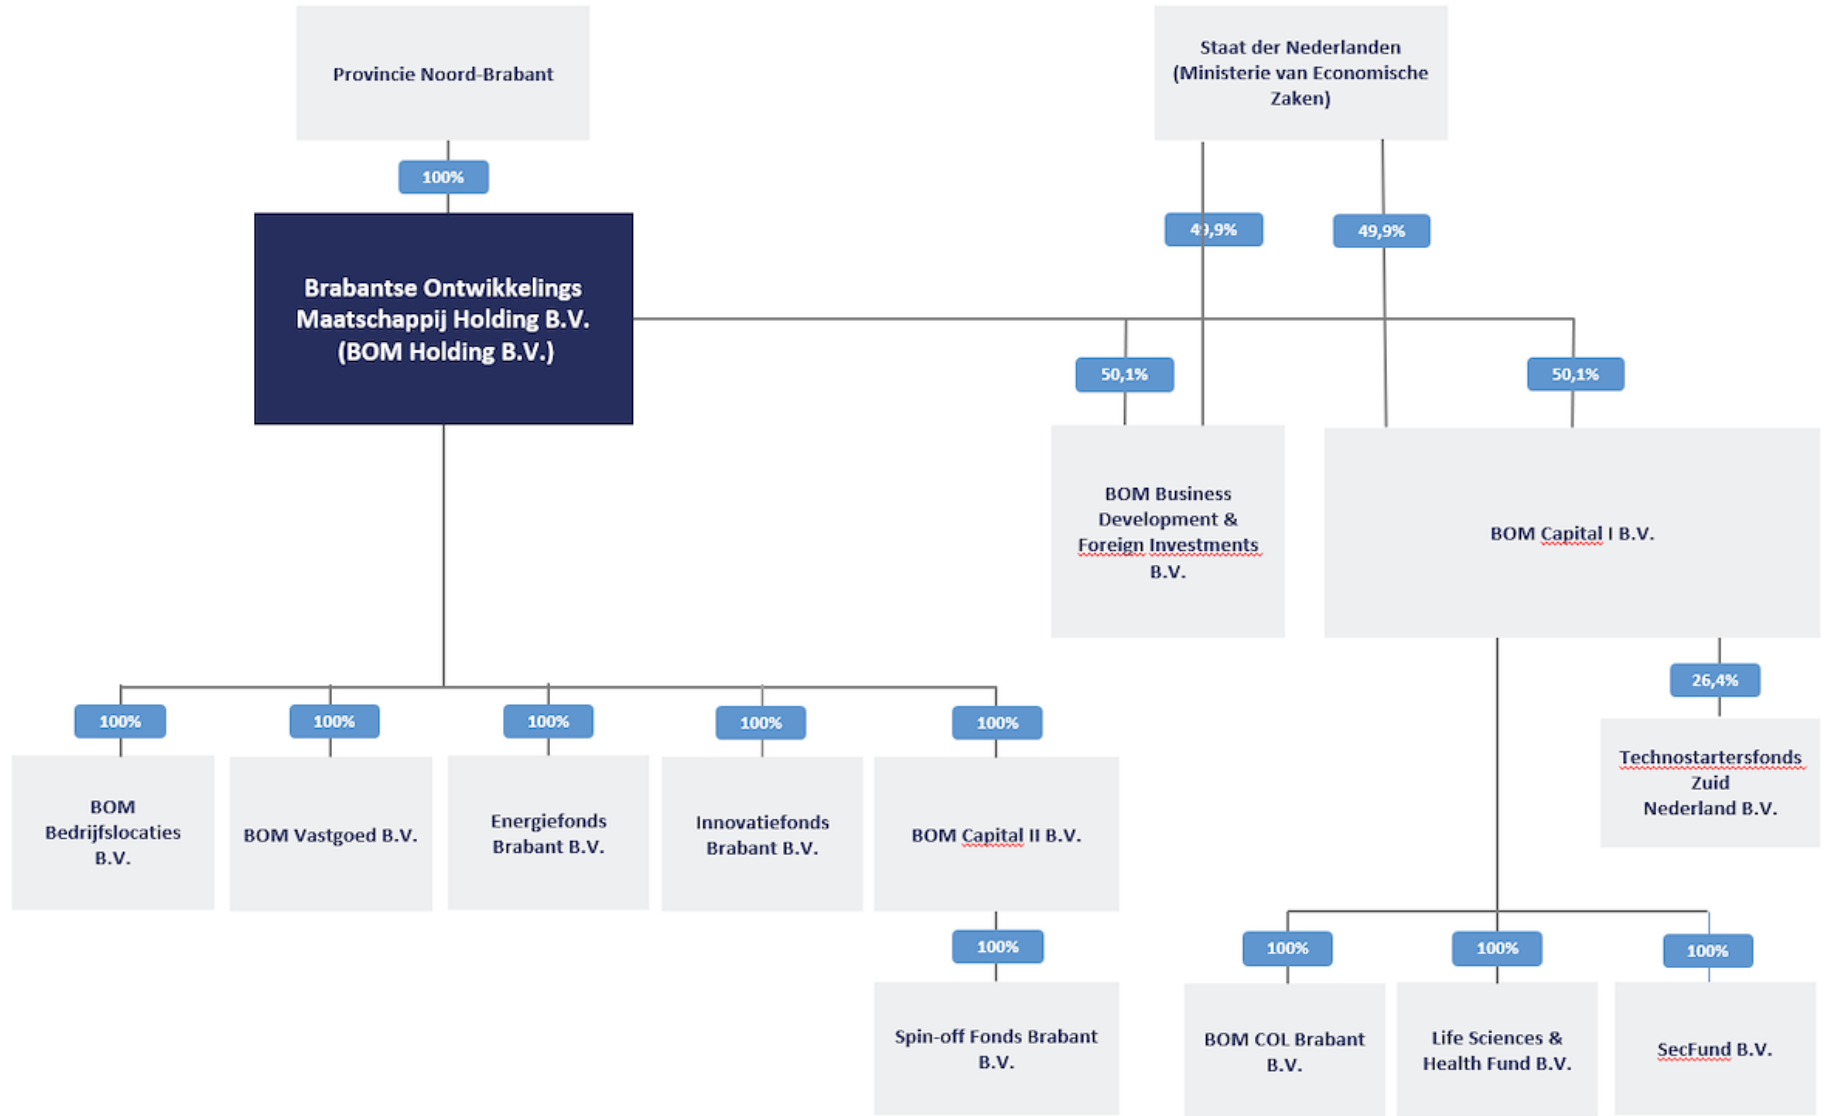 Provincie Noord-Brabant
Staat der Nederlanden
(Ministerie van Economische
Zaken)
100%
49,9%
49,9%
Brabantse Ontwikkelings
Maatschappij Holding B.V.
(BOM Holding B.V.)
50,1%
50,1%
BOM Business
Development &
Foreign Investments
B.V.
BOM Capital I B.V.
26,4%
Technostartersfonds
Zuid
Nederland B.V.
100%
100%
100%
100%
100%
BOM
Bedrijfslocaties
B.V.
BOM Vastgoed B.V.
Energiefonds
Brabant B.V.
Innovatiefonds
Brabant B.V.
BOM Capital II B.V.
100%
100%
100%
100%
Spin-off Fonds Brabant
B.V.
BOM COL Brabant
B.V.
Life Sciences &
Health Fund B.V.
SecFund B.V.